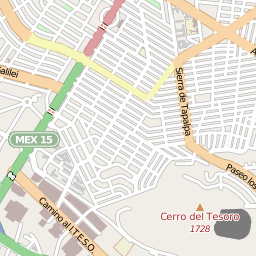 Galilei
Sierra de Tapalpa
MEX 15
Paseo los
Camino al I.T.E.S.O.
Cerro del Tesoro
1728